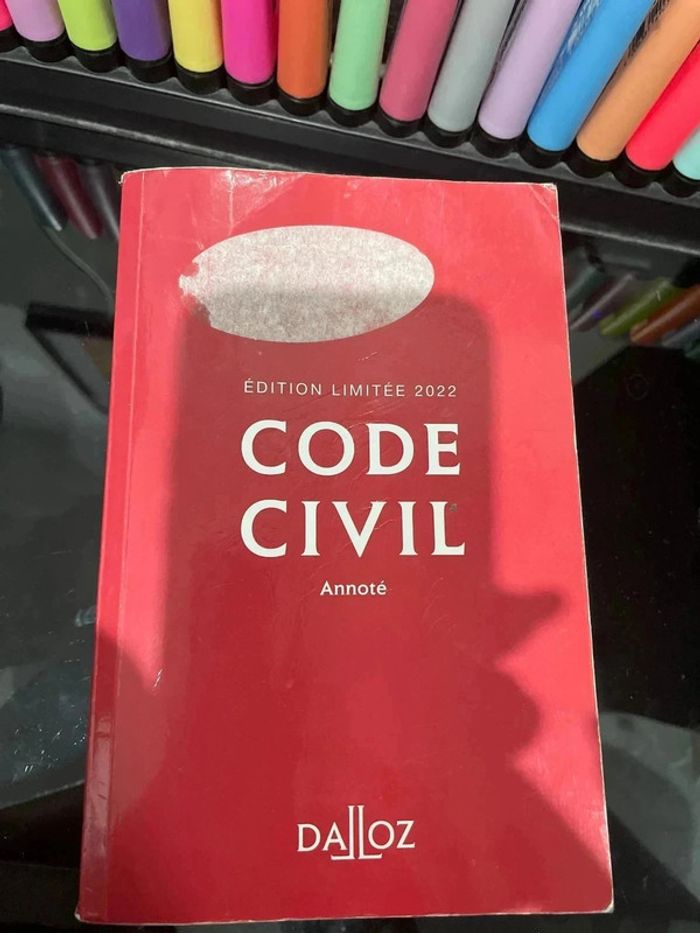 ÉDITION LIMITÉE 2022
CODE
CIVIL
Annoté
DALLOZ